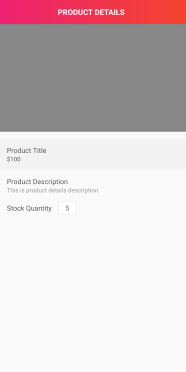 PRODUCT DETAILS
Product Title
$100
Product Description
This is product details description.
Stock Quantity 5